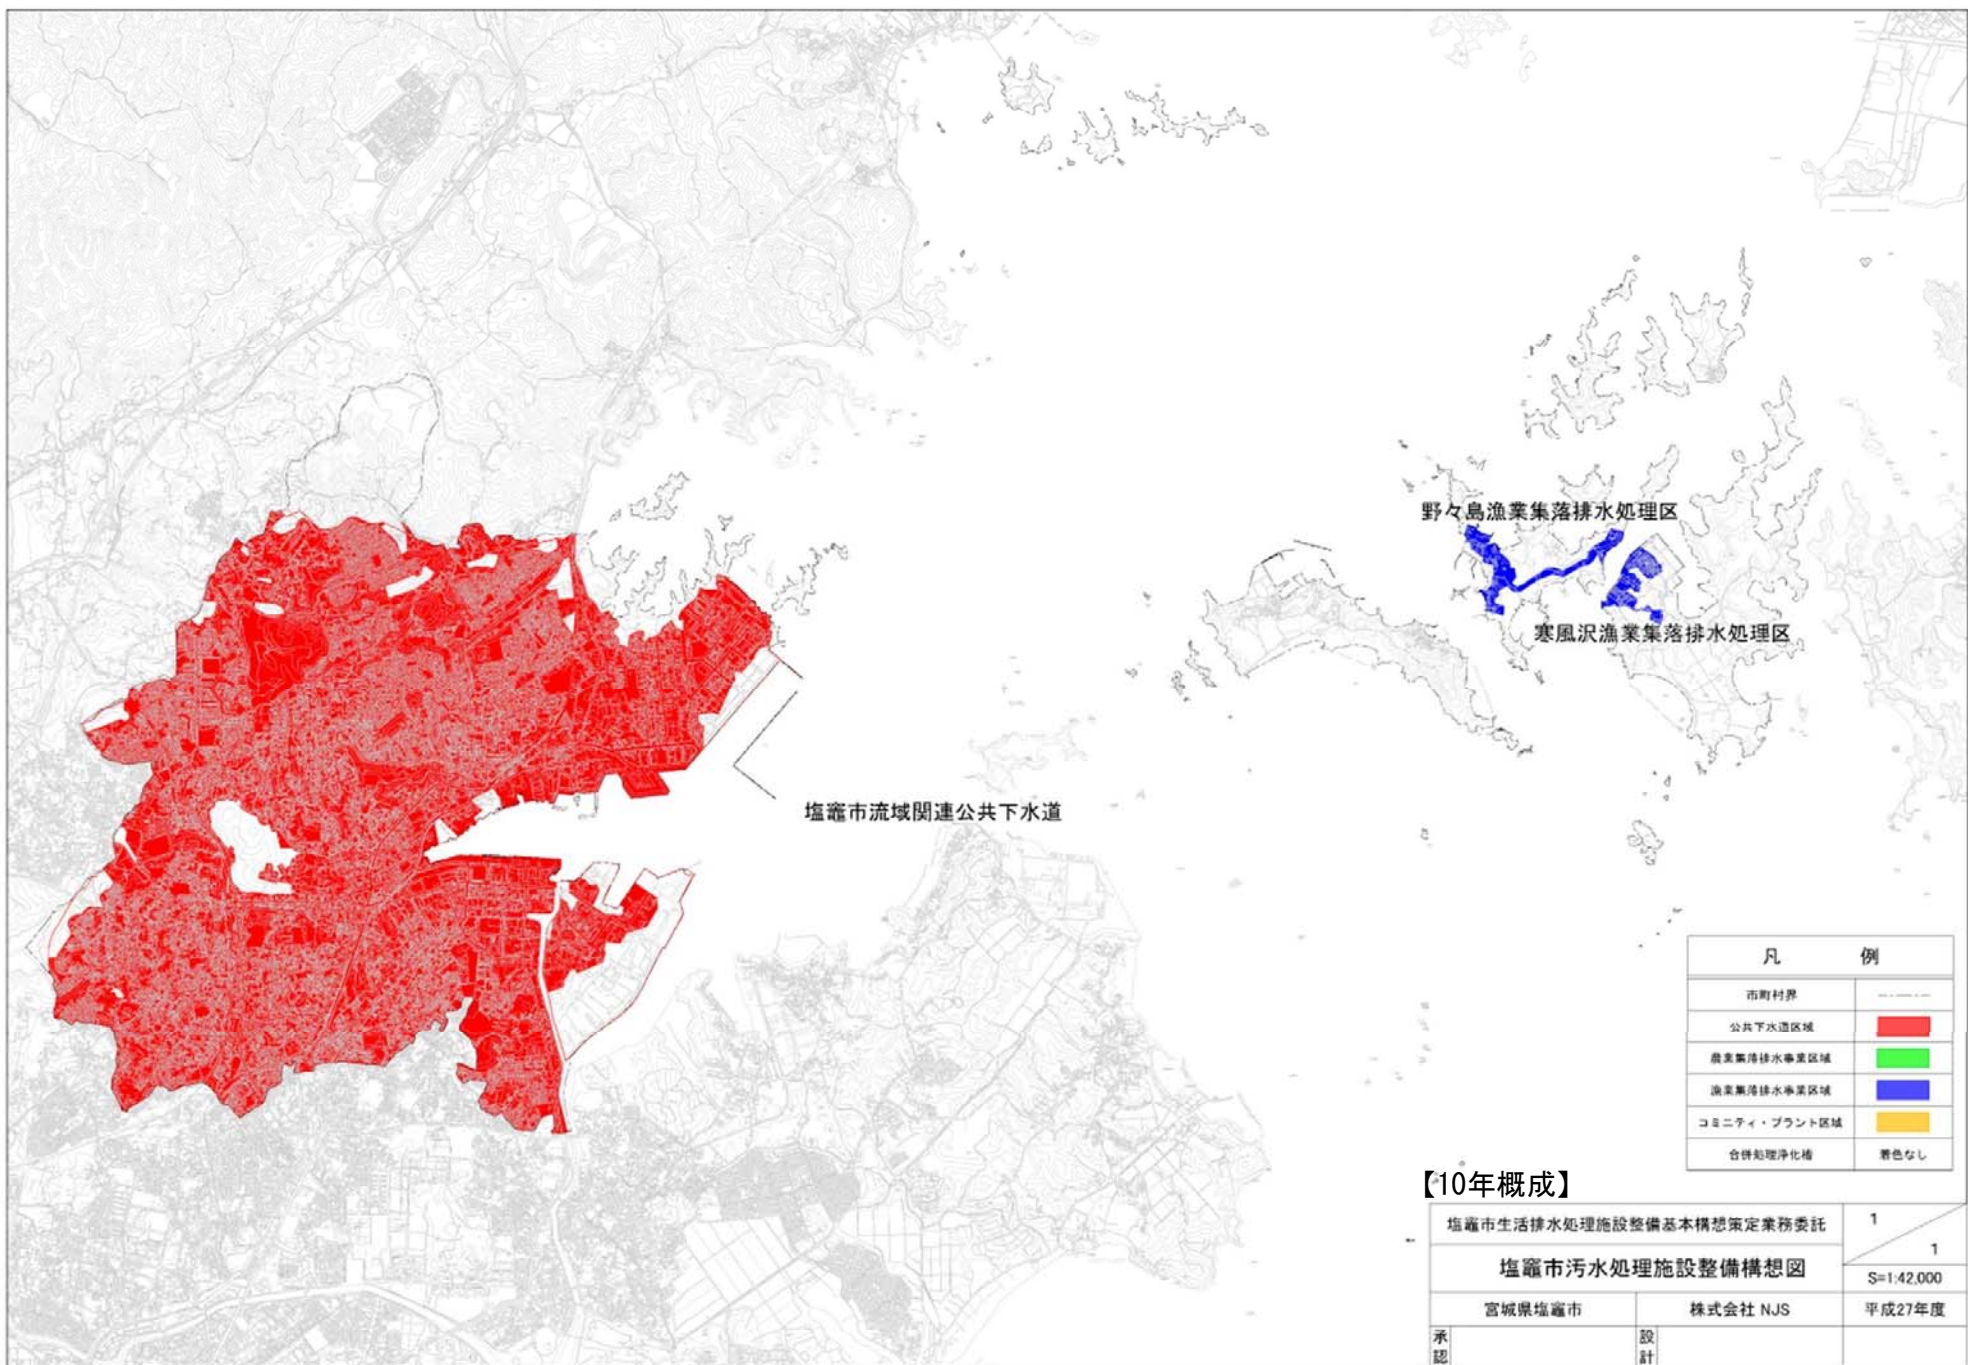 野々島漁業集落排水処理区
寒風沢漁業集落排水処理区
塩竈市流域関連公共下水道
凡 例
市町村界
公共下水道区域
農業集落排水事業区域
漁業集落排水事業区域
コミニティ・プラント区域
合併処理浄化槽 着色なし
【10年概成】
塩竈市生活排水処理施設整備基本構想策定業務委託
1
1
塩竈市汚水処理施設整備構想図
S=1:42,000
宮城県塩竈市 株式会社 NJS 平成27年度
承認 設計